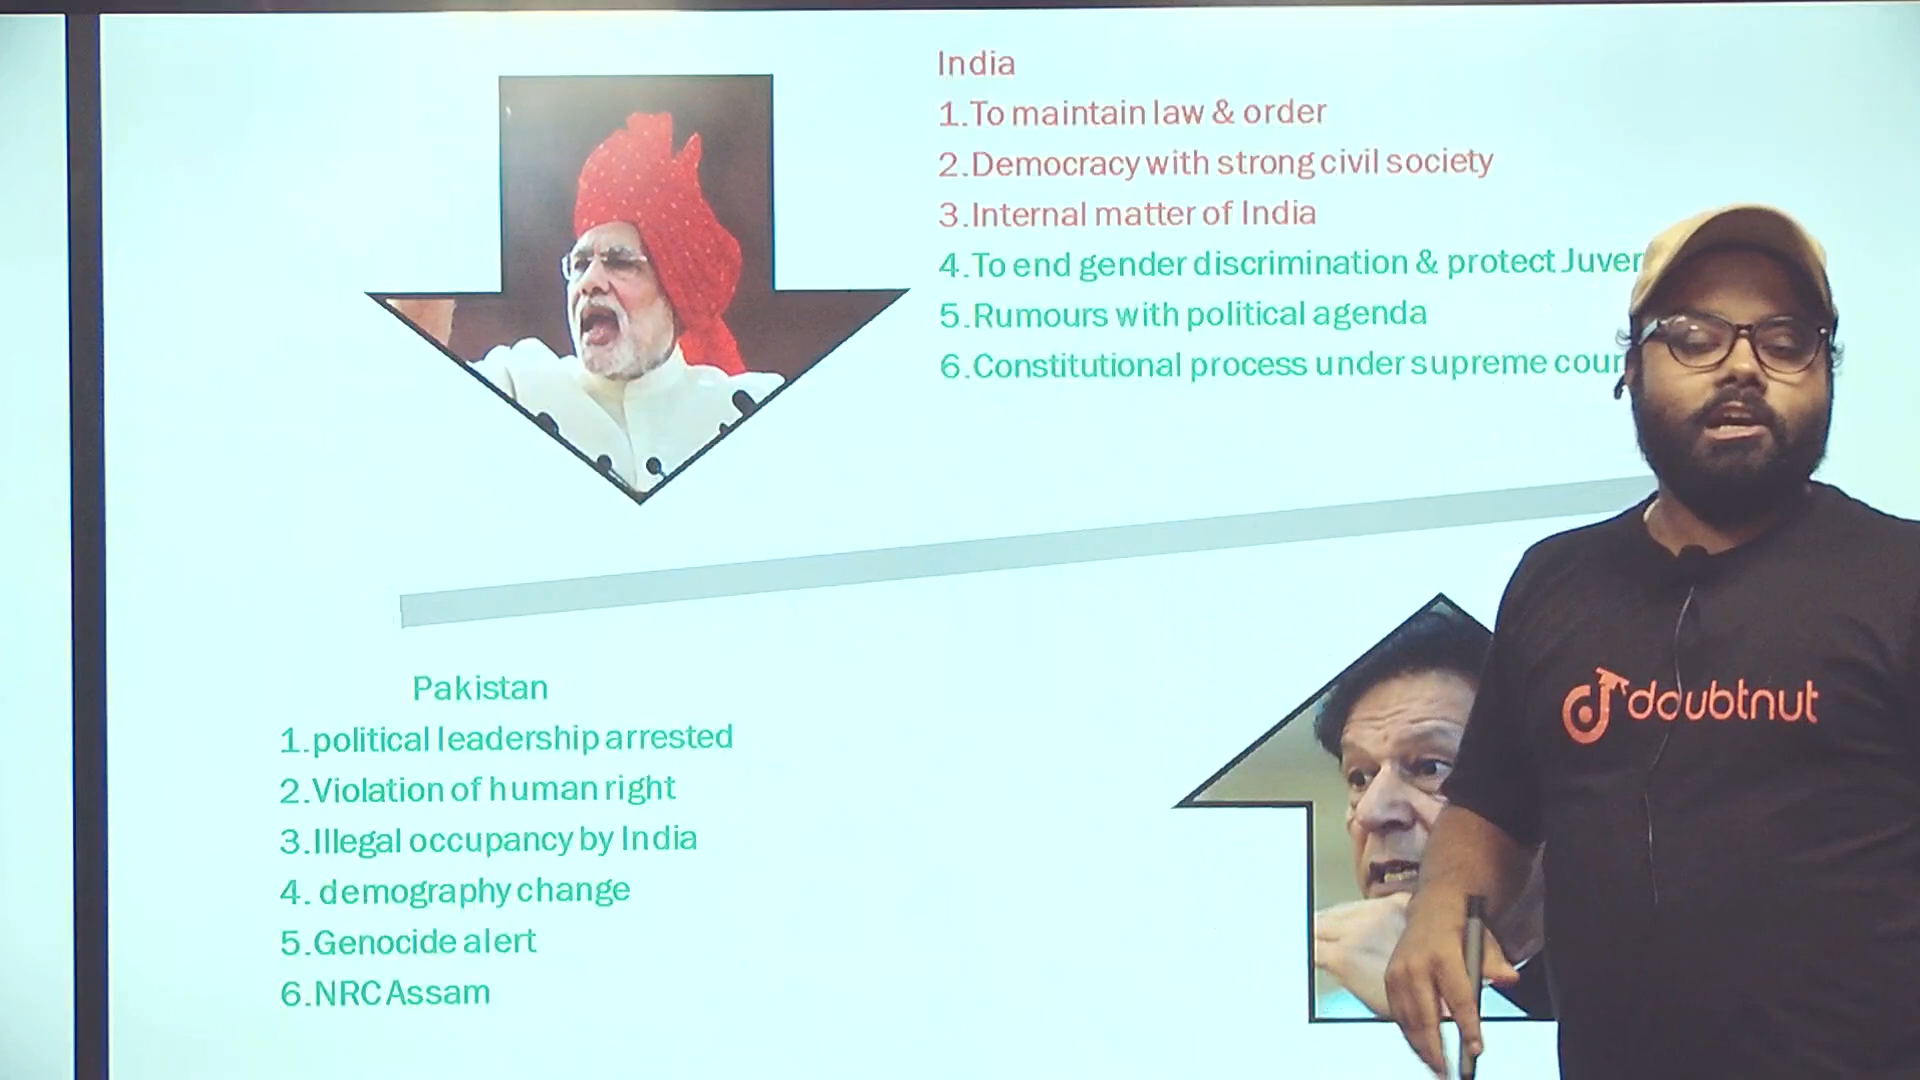 India
1.To maintain law & order
2.Democracy with strong civil society
3.Internal matter of India
4.To end gender discrimination & protect
5.Rumours with political agenda
6.Constitutional process under supreme
Pakistan
1.political leadership arrested
2.Violation of human right
3.Illegal occupancy by India
4. demography change
5.Genocide alert
6.NRC Assam
doubtnut